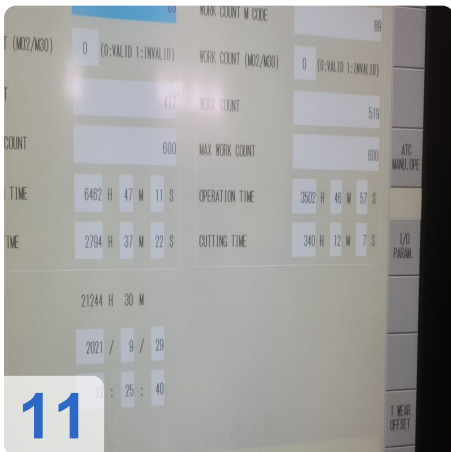 WORK COUNT M CODE 89
(M02/M30) 0 (0:VALID 1:INVALID) WORK COUNT (M02/M30) 0 (0:VALID 1:INVALID)
417 WORK COUNT 519
COUNT 600 MAX WORK COUNT 600
ATC
MANU.OPE
TIME 6462 H 47 M 11 S OPERATION TIME 3502 H 46 M 57 S
TIME 2794 H 37 M 22 S CUTTING TIME 340 H 12 M 7 S
I/O
PARAM.
21244 H 30 M
2021 / 9 / 29
: 25 : 40
T WEAR
OFFSET
11